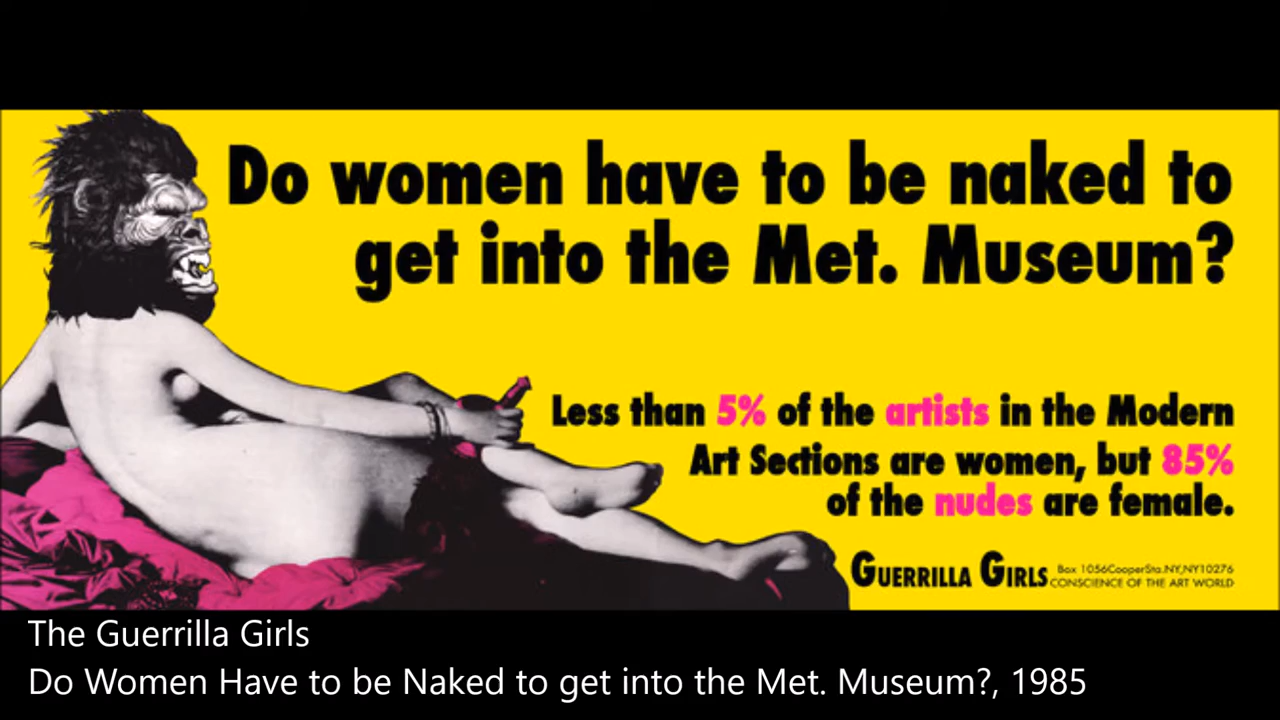 Do women have to be naked to
get into the Met. Museum?
Less than 5% of the artists in the Modern
Art Sections are women, but 85%
of the nudes are female.
GUERRILLA GIRLS Box 1056CooperSta.NY,NY10276
CONSCIENCE OF THE ART WORLD
The Guerrilla Girls
Do Women Have to be Naked to get into the Met. Museum?, 1985